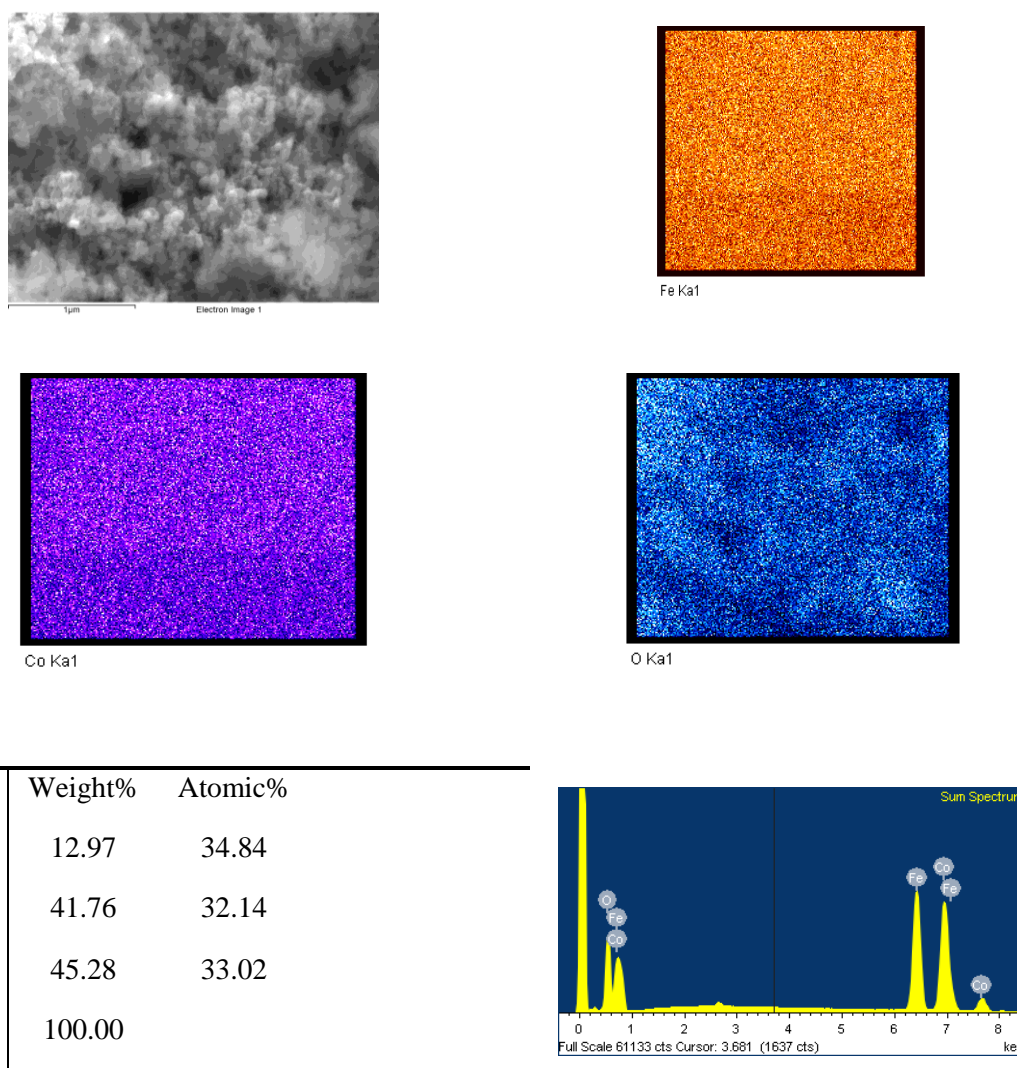 1µm Electron Image 1
Fe Ka1
Co Ka1
O Ka1
Weight% Atomic%
12.97 34.84
41.76 32.14
45.28 33.02
100.00
Sum Spectrum
Co
Fe Fe
O
Fe
Co
Co
0 1 2 3 4 5 6 7 8
Full Scale 61133 cts Cursor: 3.681 (1637 cts) ke